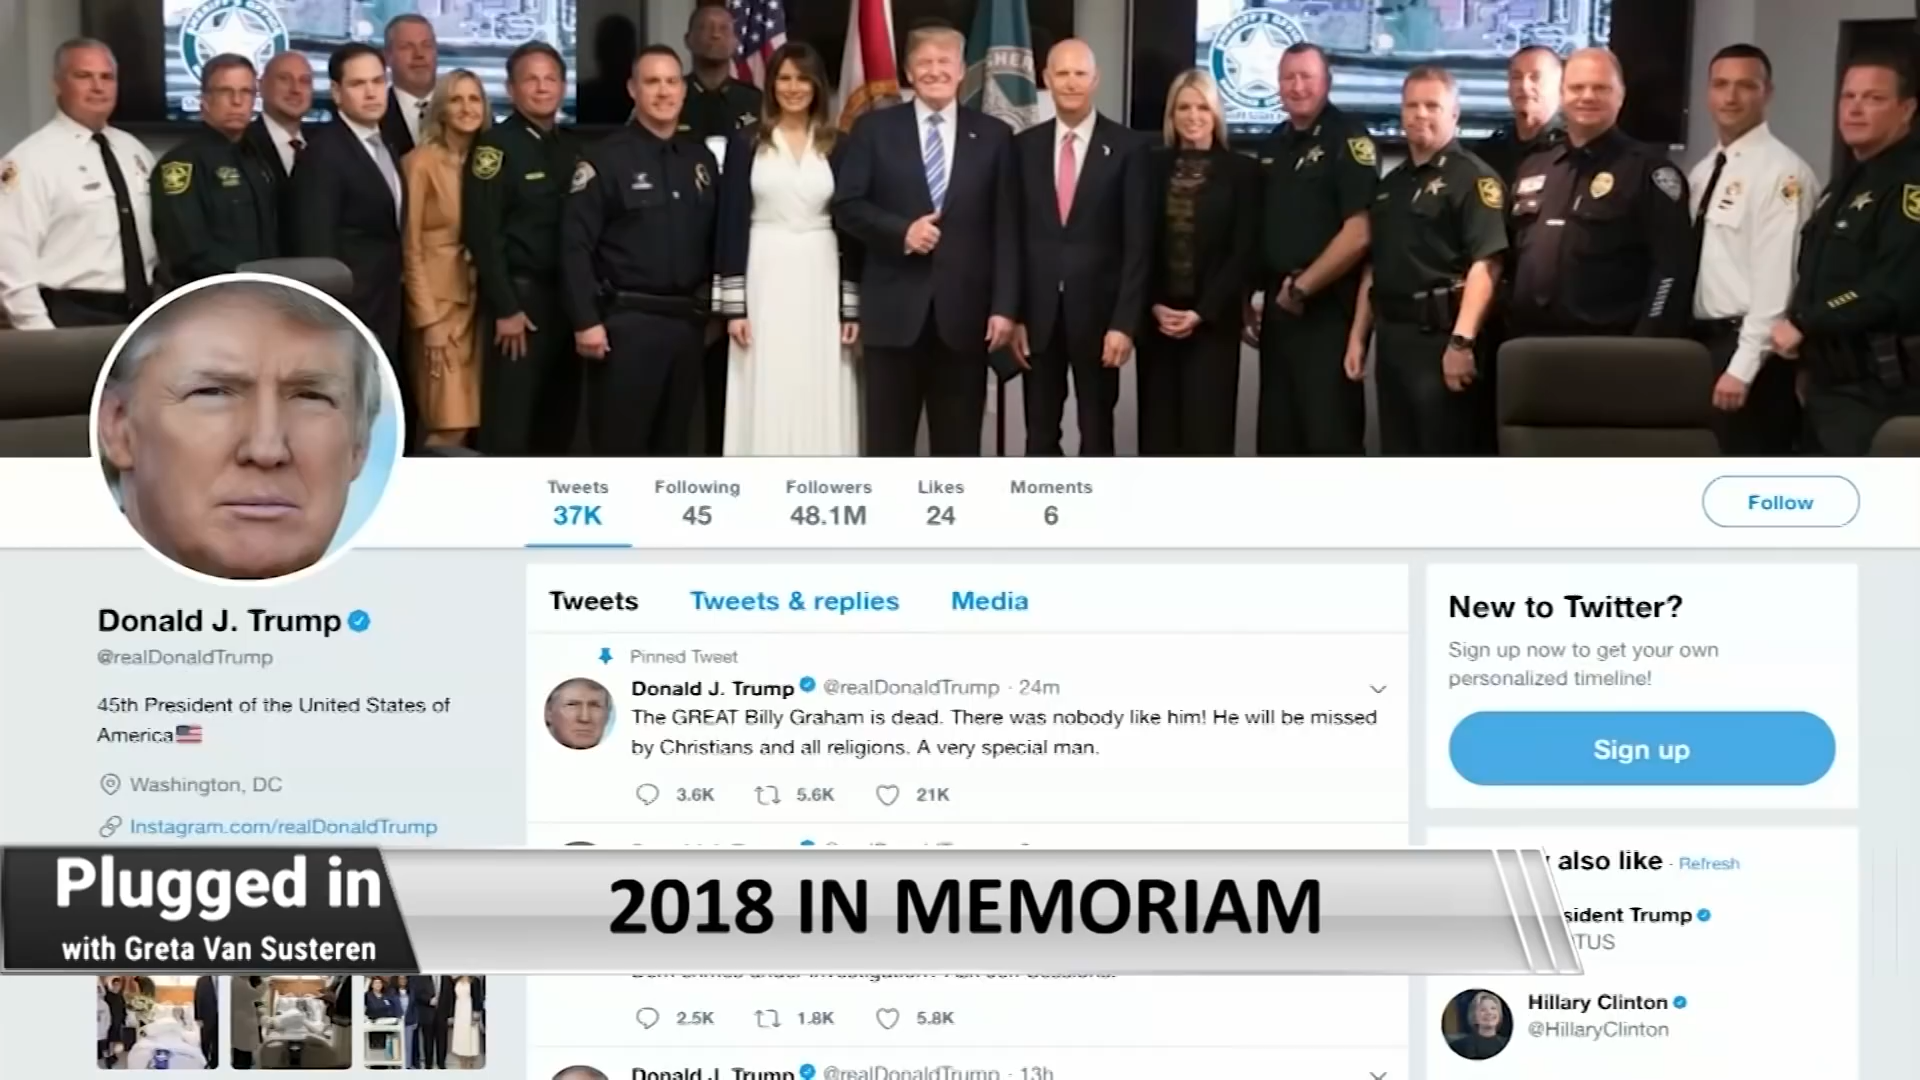 SHERIFF'S OFFICE
SHERIFF'S OFFICE
Tweets Following Followers Likes Moments
37K 45 48.1M 24 6
Follow
Donald J. Trump
@realDonaldTrump
45th President of the United States of
America
Washington, DC
Instagram.com/realDonaldTrump
Tweets Tweets & replies Media
Pinned Tweet
Donald J. Trump @realDonaldTrump · 24m
The GREAT Billy Graham is dead. There was nobody like him! He will be missed
by Christians and all religions. A very special man.
3.6K 5.6K 21K
2.5K 1.8K 5.8K
Donald J. Trump @realDonaldTrump · 13h
New to Twitter?
Sign up now to get your own
personalized timeline!
Sign up
also like · Refresh
sident Trump
TUS
Hillary Clinton
@HillaryClinton
Plugged in
with Greta Van Susteren
2018 IN MEMORIAM